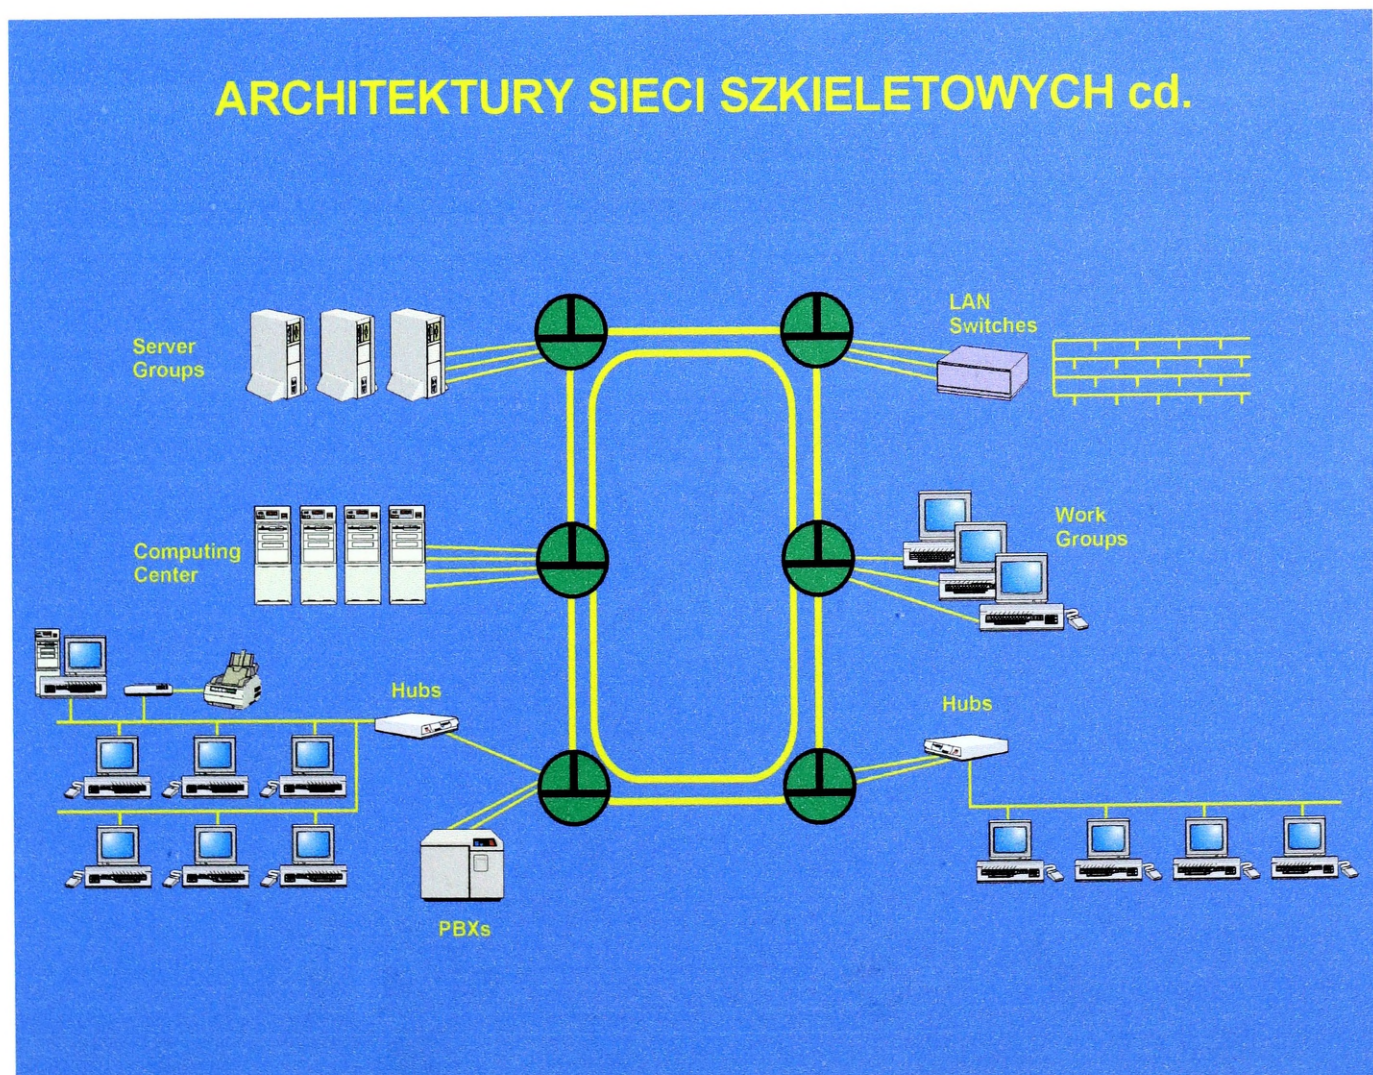 ARCHITEKTURY SIECI SZKIELETOWYCH cd.
Server
Groups
LAN
Switches
Computing
Center
Work
Groups
Hubs
Hubs
PBXs